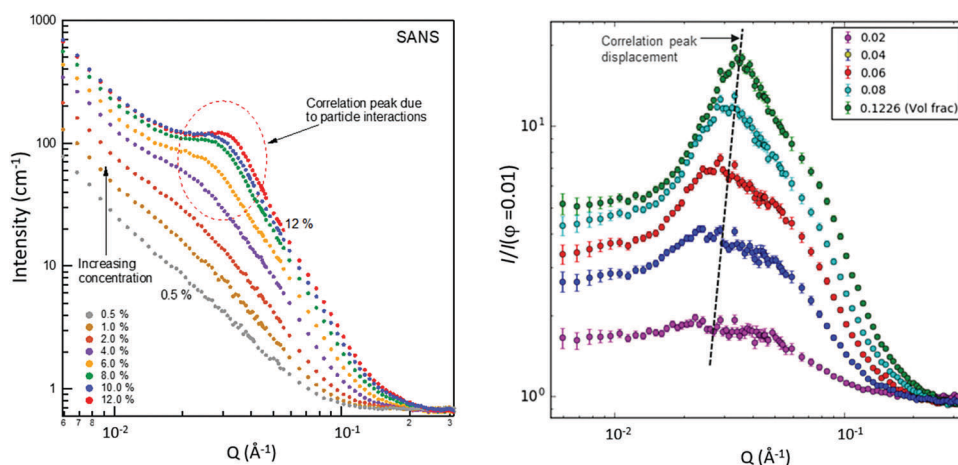 SANS
1000
100
10
1
Intensity (cm⁻¹)
Correlation peak due
to particle interactions
12 %
Increasing
concentration
0.5 %
0.5 %
1.0 %
2.0 %
4.0 %
6.0 %
8.0 %
10.0 %
12.0 %
6 7 8 2 3
10⁻² 10⁻¹
Q (Å⁻¹)
Correlation peak
displacement
0.02
0.04
0.06
0.08
0.1226 (Vol frac)
10¹
10⁰
I/I(φ =0.01)
10⁻² 10⁻¹
Q (Å⁻¹)